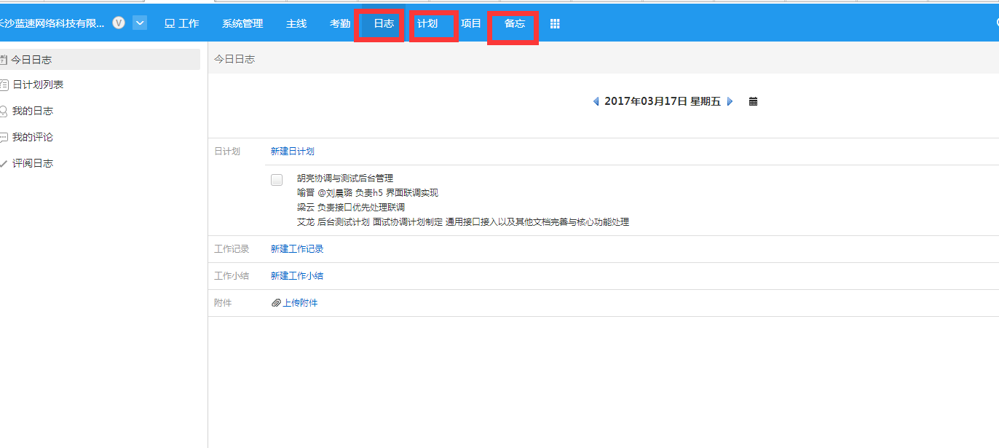 长沙蓝速网络科技有限... V 工作 系统管理 主线 考勤 日志 计划 项目 备忘
今日日志
日计划列表
我的日志
我的评论
评阅日志
今日日志
2017年03月17日 星期五
日计划 新建日计划
胡亮协调与测试后台管理
喻晋 @刘晨璐 负责h5 界面联调实现
梁云 负责接口优先处理联调
艾龙 后台测试计划 面试协调计划制定 通用接口接入以及其他文档完善与核心功能处理
工作记录 新建工作记录
工作小结 新建工作小结
附件 上传附件